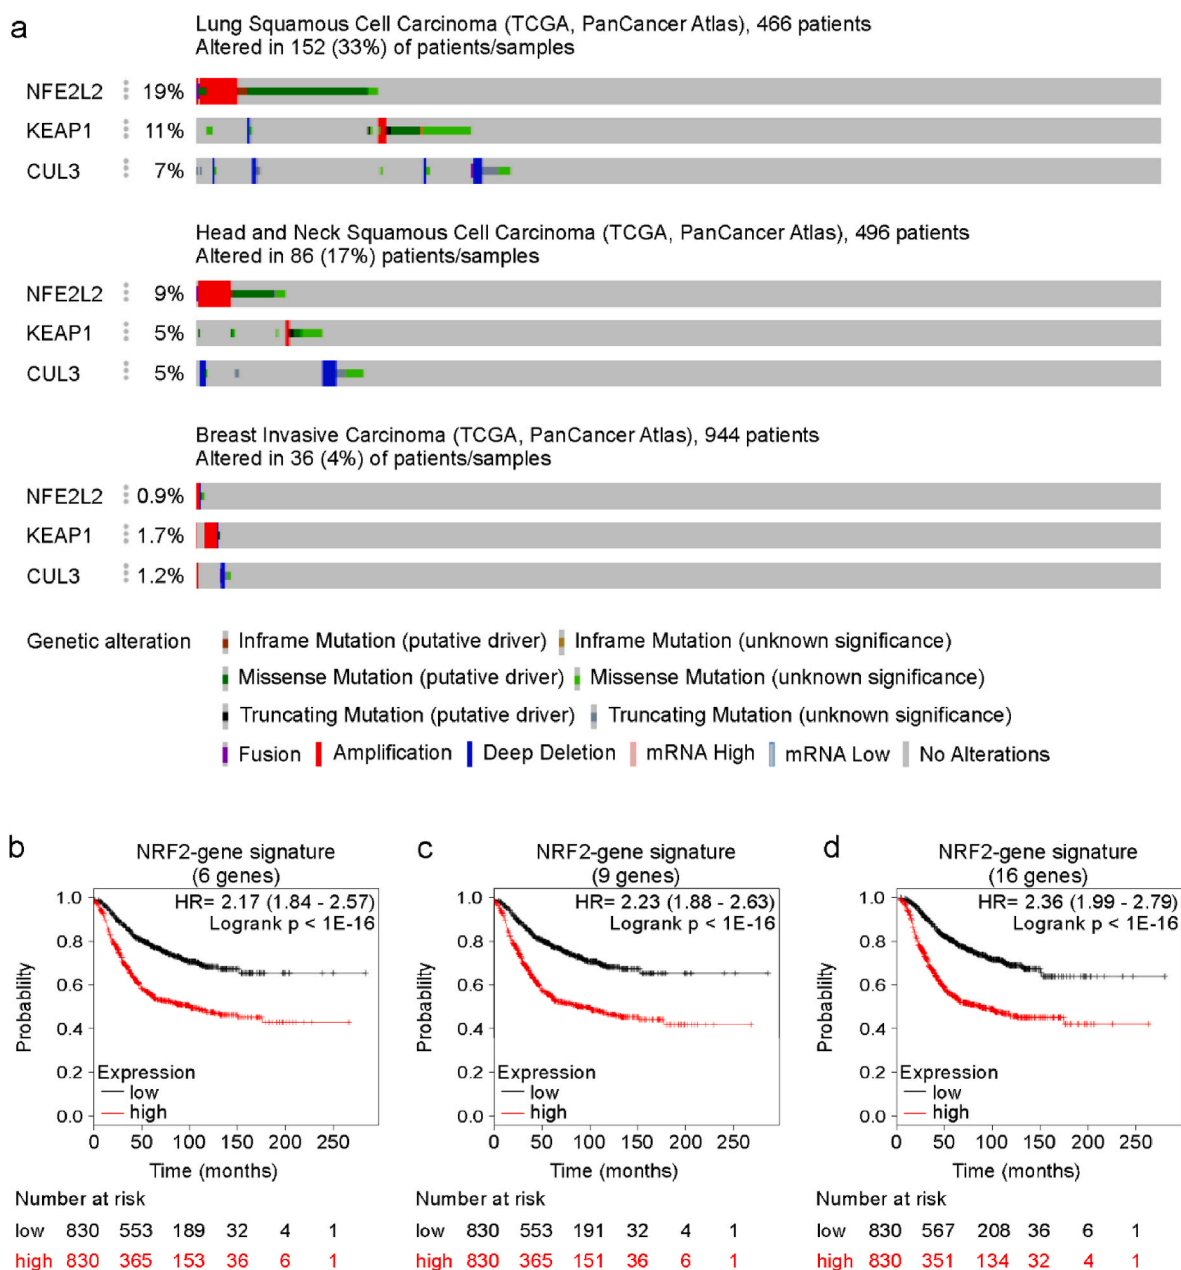 a
Lung Squamous Cell Carcinoma (TCGA, PanCancer Atlas), 466 patients
Altered in 152 (33%) of patients/samples
NFE2L2 19%
KEAP1 11%
CUL3 7%
Head and Neck Squamous Cell Carcinoma (TCGA, PanCancer Atlas), 496 patients
Altered in 86 (17%) patients/samples
NFE2L2 9%
KEAP1 5%
CUL3 5%
Breast Invasive Carcinoma (TCGA, PanCancer Atlas), 944 patients
Altered in 36 (4%) of patients/samples
NFE2L2 0.9%
KEAP1 1.7%
CUL3 1.2%
Genetic alteration Inframe Mutation (putative driver) Inframe Mutation (unknown significance)
Missense Mutation (putative driver) Missense Mutation (unknown significance)
Truncating Mutation (putative driver) Truncating Mutation (unknown significance)
Fusion Amplification Deep Deletion mRNA High mRNA Low No Alterations
b
NRF2-gene signature
(6 genes)
HR= 2.17 (1.84 - 2.57)
Logrank p < 1E-16
Probablilty
1.0
0.8
0.6
0.4
0.2
0.0
Expression
low
high
0 50 100 150 200 250
Time (months)
Number at risk
low 830 553 189 32 4 1
high 830 365 153 36 6 1
c
NRF2-gene signature
(9 genes)
HR= 2.23 (1.88 - 2.63)
Logrank p < 1E-16
Probablilty
1.0
0.8
0.6
0.4
0.2
0.0
Expression
low
high
0 50 100 150 200 250
Time (months)
Number at risk
low 830 553 191 32 4 1
high 830 365 151 36 6 1
d
NRF2-gene signature
(16 genes)
HR= 2.36 (1.99 - 2.79)
Logrank p < 1E-16
Probablilty
1.0
0.8
0.6
0.4
0.2
0.0
Expression
low
high
0 50 100 150 200 250
Time (months)
Number at risk
low 830 567 208 36 6 1
high 830 351 134 32 4 1